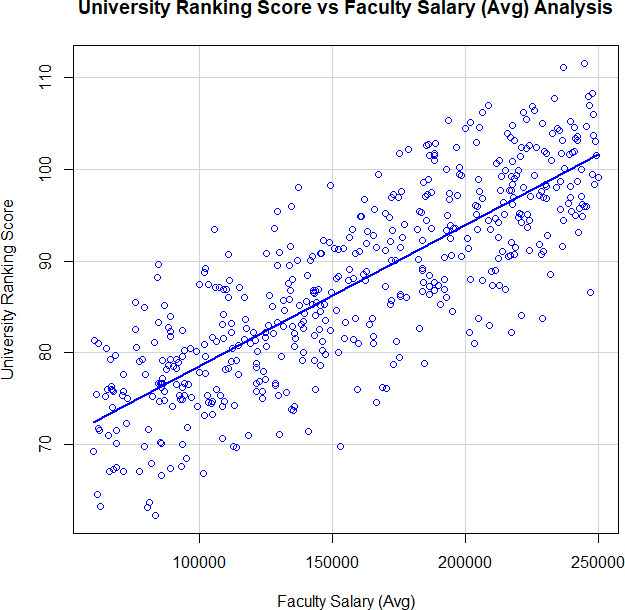 University Ranking Score vs Faculty Salary (Avg) Analysis
University Ranking Score
110
100
90
80
70
100000 150000 200000 250000
Faculty Salary (Avg)